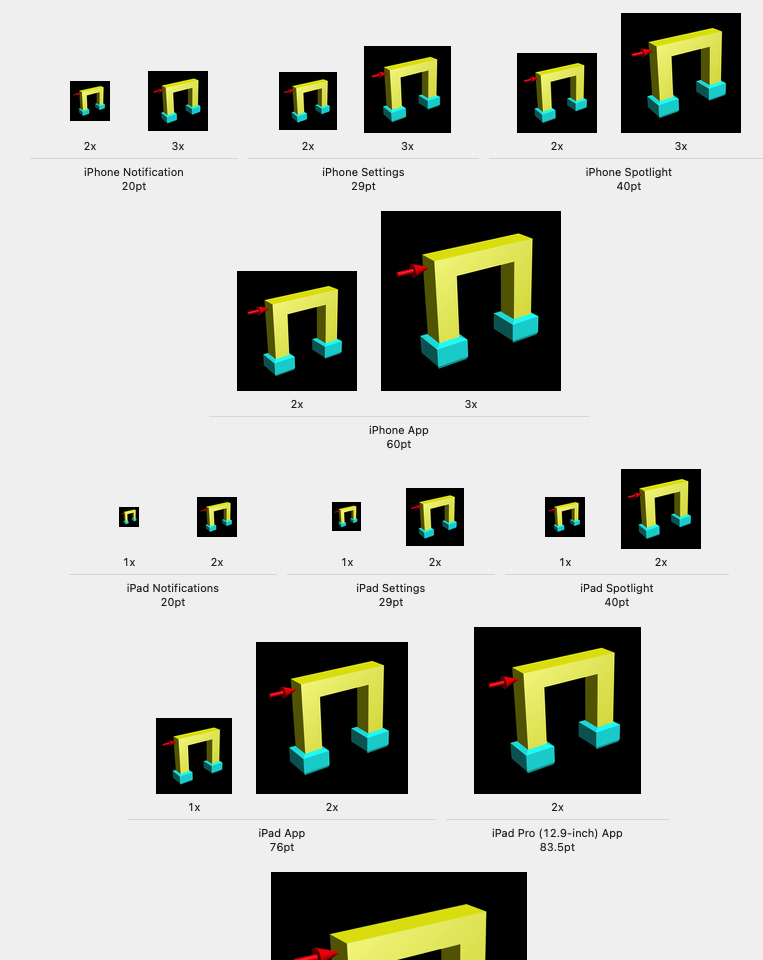 2x 3x 2x 3x 2x 3x
iPhone Notification iPhone Settings iPhone Spotlight
20pt 29pt 40pt
2x 3x
iPhone App
60pt
1x 2x 1x 2x 1x 2x
iPad Notifications iPad Settings iPad Spotlight
20pt 29pt 40pt
1x 2x 2x
iPad App iPad Pro (12.9-inch) App
76pt 83.5pt